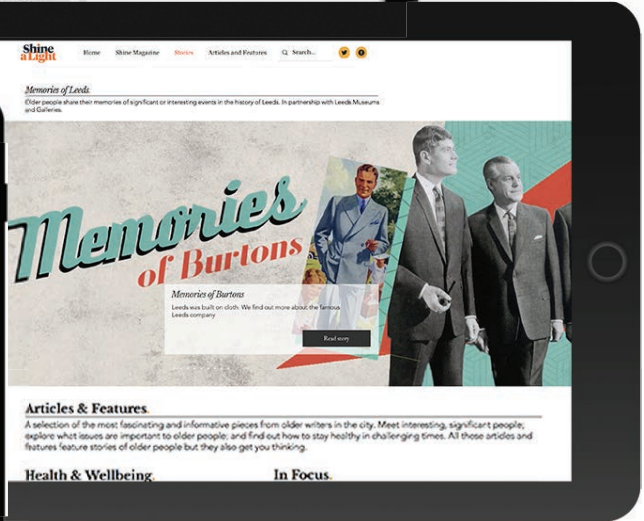 Shine
a Light
Home Shine Magazine Stories Articles and Features Search...
Memories of Leeds
Older people share their memories of significant or interesting events in the history of Leeds. In partnership with Leeds Museums
and Galleries.
Memories
of Burtons
Memories of Burtons
Leeds was built on cloth. We find out more about the famous
Leeds company
Read story
Articles & Features.
A selection of the most fascinating and informative pieces from older writers in the city. Meet interesting, significant people;
explore what issues are important to older people; and find out how to stay healthy in challenging times. All these articles and
features feature stories of older people but they also get you thinking.
Health & Wellbeing. In Focus.